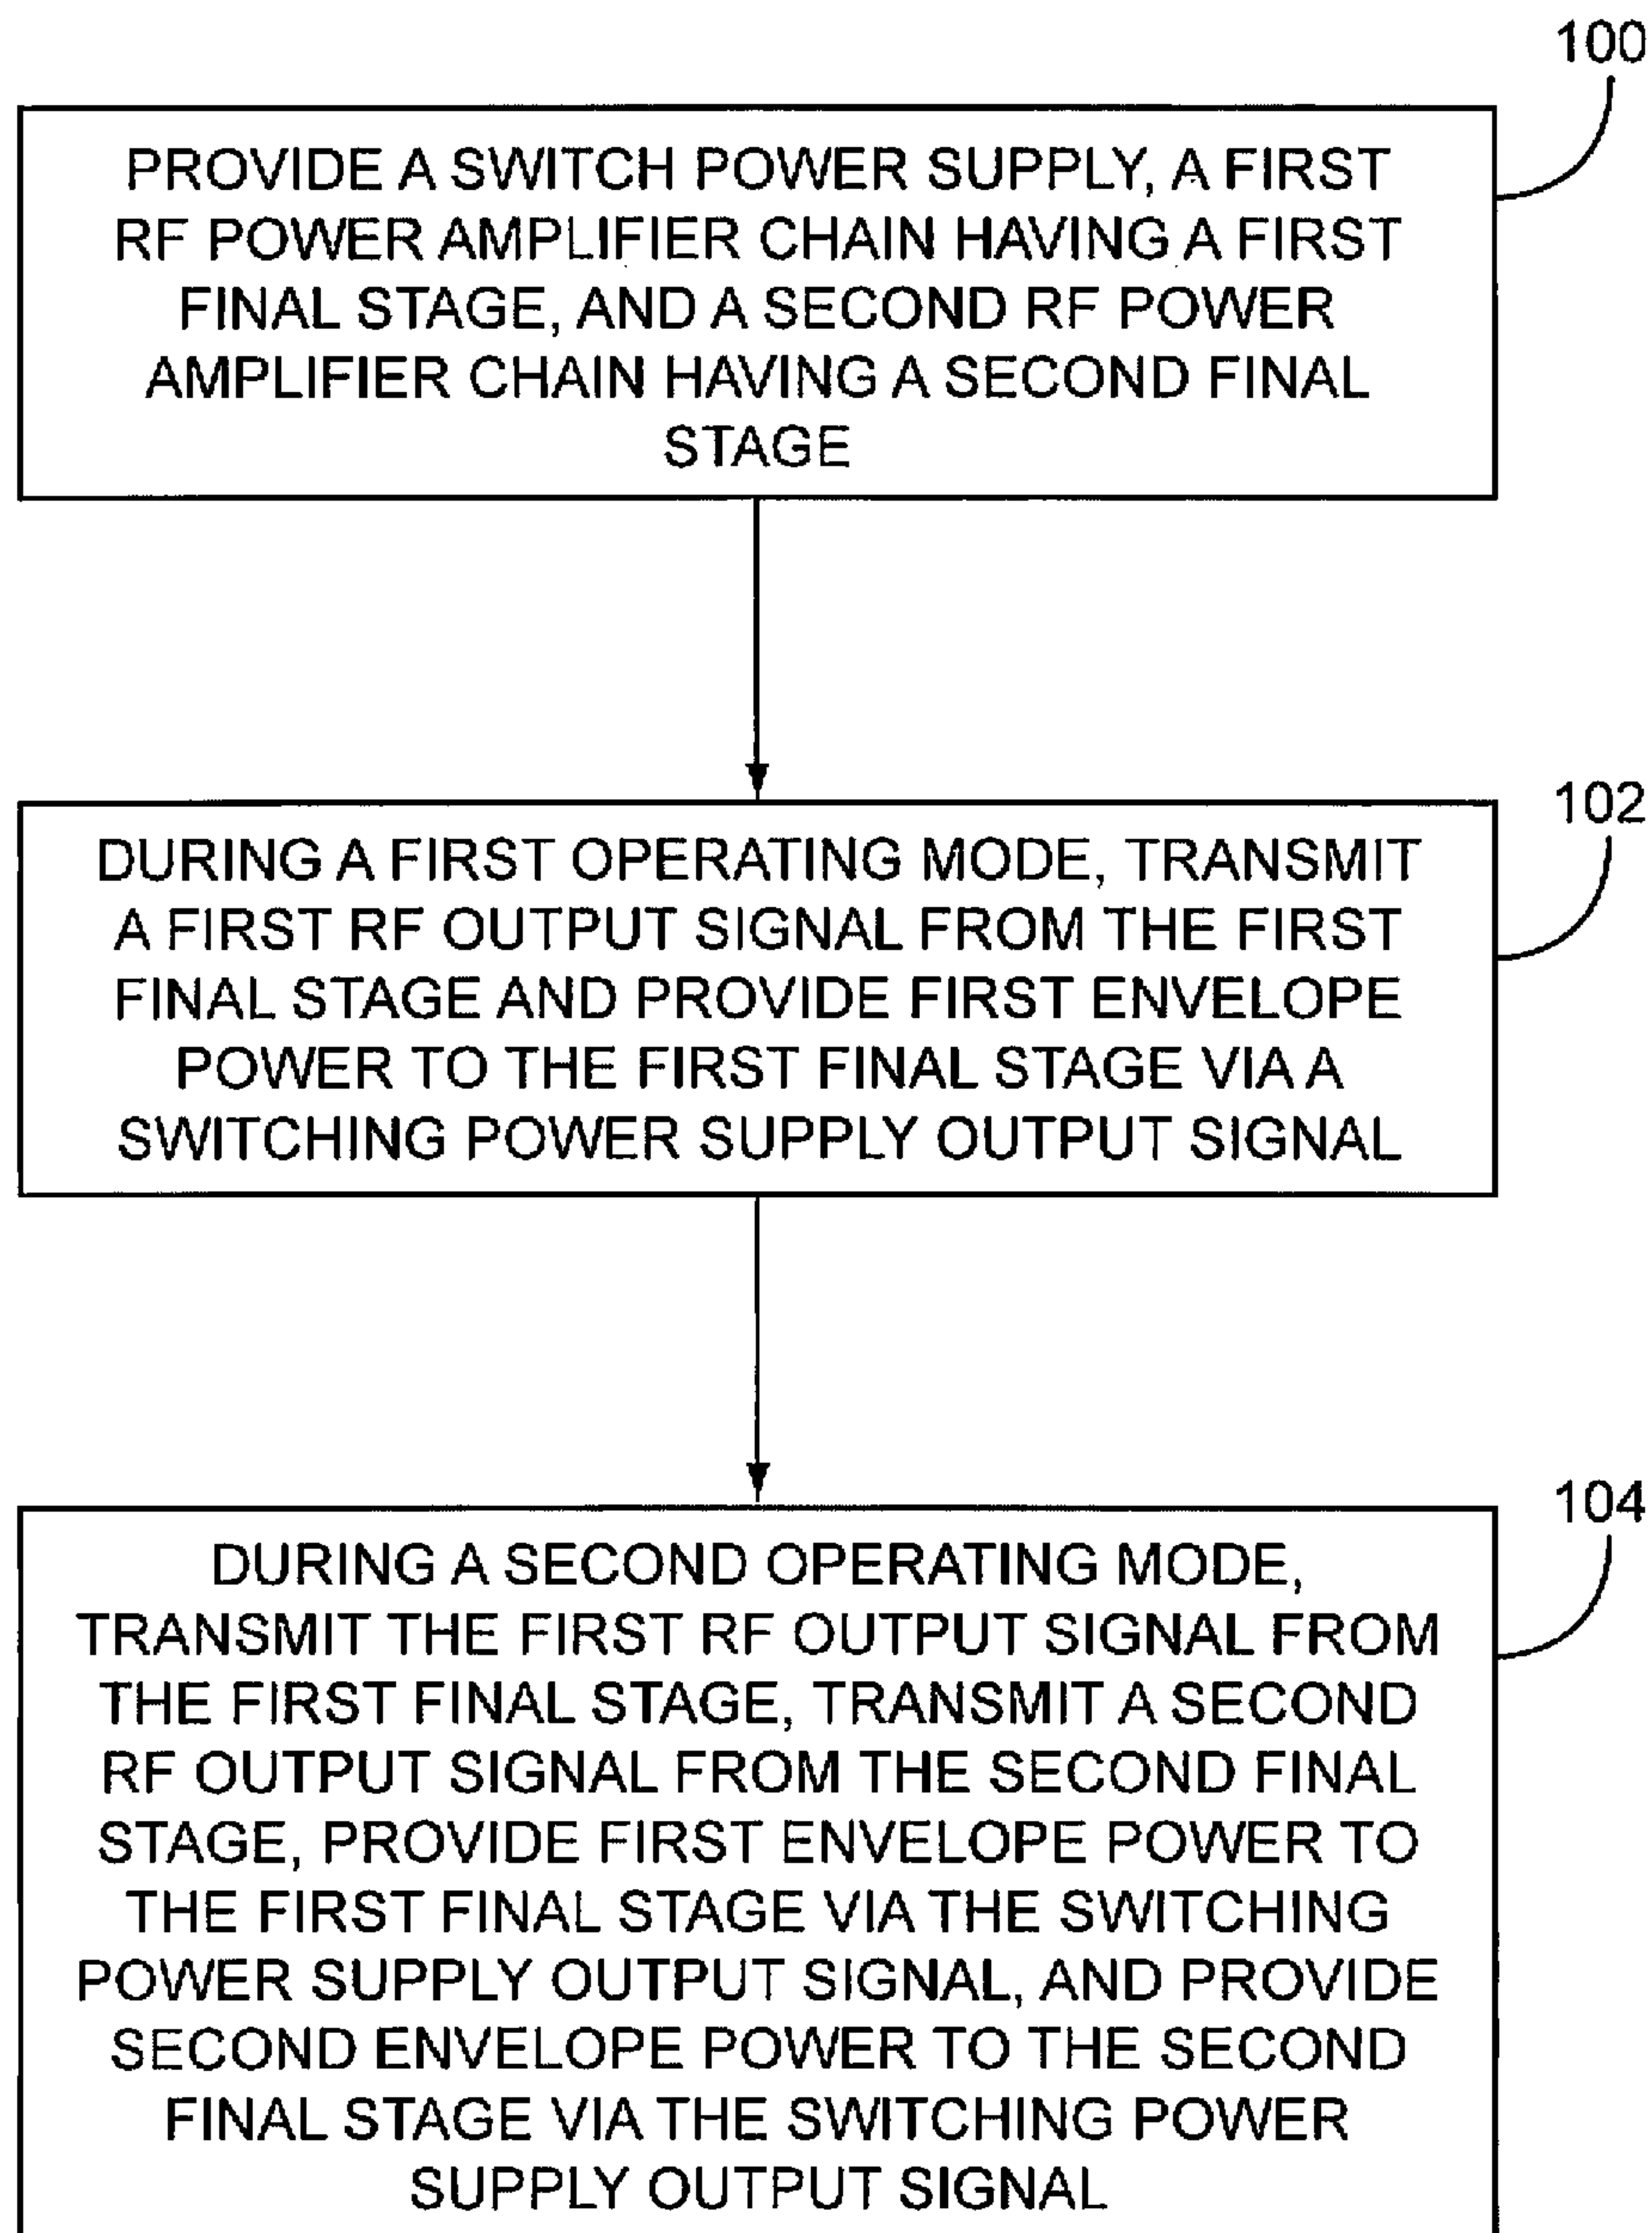 100
PROVIDE A SWITCH POWER SUPPLY, A FIRST
RF POWER AMPLIFIER CHAIN HAVING A FIRST
FINAL STAGE, AND A SECOND RF POWER
AMPLIFIER CHAIN HAVING A SECOND FINAL
STAGE
102
DURING A FIRST OPERATING MODE, TRANSMIT
A FIRST RF OUTPUT SIGNAL FROM THE FIRST
FINAL STAGE AND PROVIDE FIRST ENVELOPE
POWER TO THE FIRST FINAL STAGE VIA A
SWITCHING POWER SUPPLY OUTPUT SIGNAL
104
DURING A SECOND OPERATING MODE,
TRANSMIT THE FIRST RF OUTPUT SIGNAL FROM
THE FIRST FINAL STAGE, TRANSMIT A SECOND
RF OUTPUT SIGNAL FROM THE SECOND FINAL
STAGE, PROVIDE FIRST ENVELOPE POWER TO
THE FIRST FINAL STAGE VIA THE SWITCHING
POWER SUPPLY OUTPUT SIGNAL, AND PROVIDE
SECOND ENVELOPE POWER TO THE SECOND
FINAL STAGE VIA THE SWITCHING POWER
SUPPLY OUTPUT SIGNAL